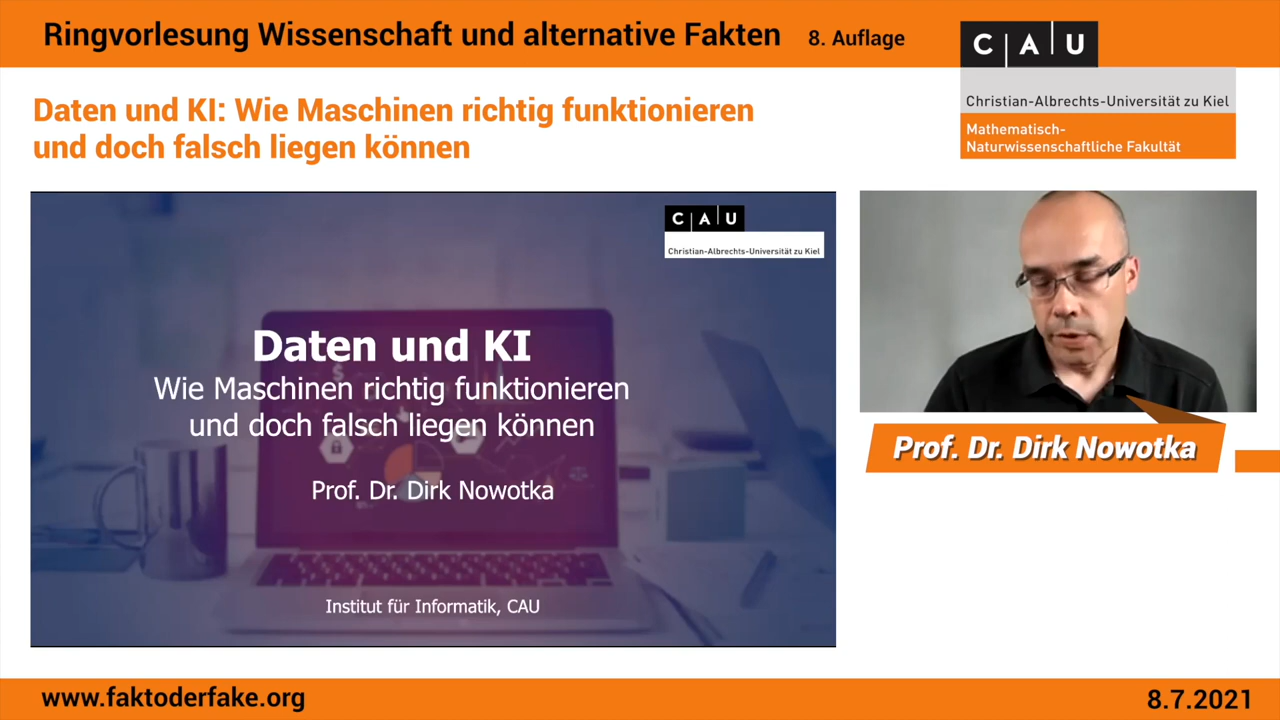 Ringvorlesung Wissenschaft und alternative Fakten 8. Auflage
CAU
Christian-Albrechts-Universität zu Kiel
Mathematisch-
Naturwissenschaftliche Fakultät
Daten und KI: Wie Maschinen richtig funktionieren
und doch falsch liegen können
CAU
Christian-Albrechts-Universität zu Kiel
Daten und KI
Wie Maschinen richtig funktionieren
und doch falsch liegen können
Prof. Dr. Dirk Nowotka
Institut für Informatik, CAU
Prof. Dr. Dirk Nowotka
www.faktoderfake.org
8.7.2021